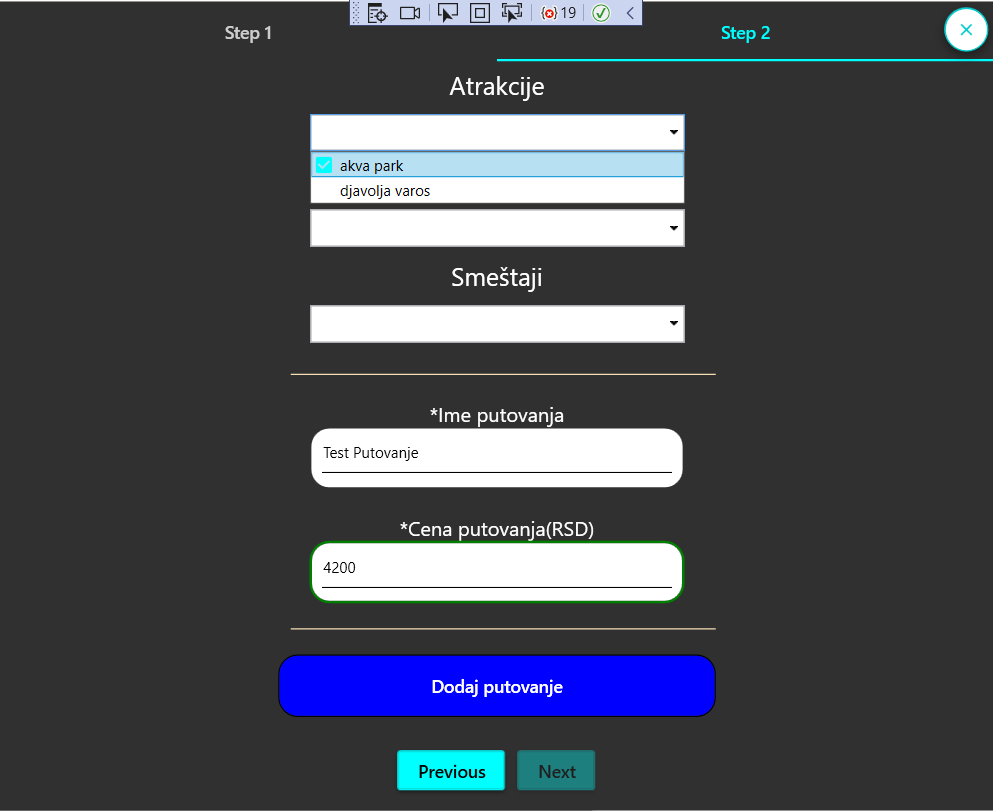 19
Step 1
Step 2
Atrakcije
akva park
djavolja varos
Smeštaji
*Ime putovanja
Test Putovanje
*Cena putovanja(RSD)
4200
Dodaj putovanje
Previous
Next